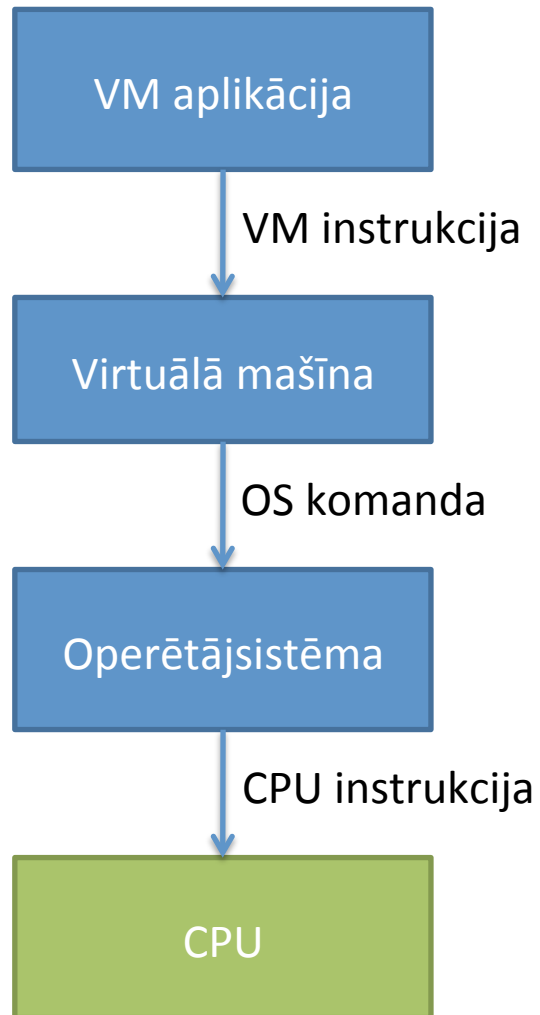 VM aplikācija
VM instrukcija
Virtuālā mašīna
OS komanda
Operētājsistēma
CPU instrukcija
CPU